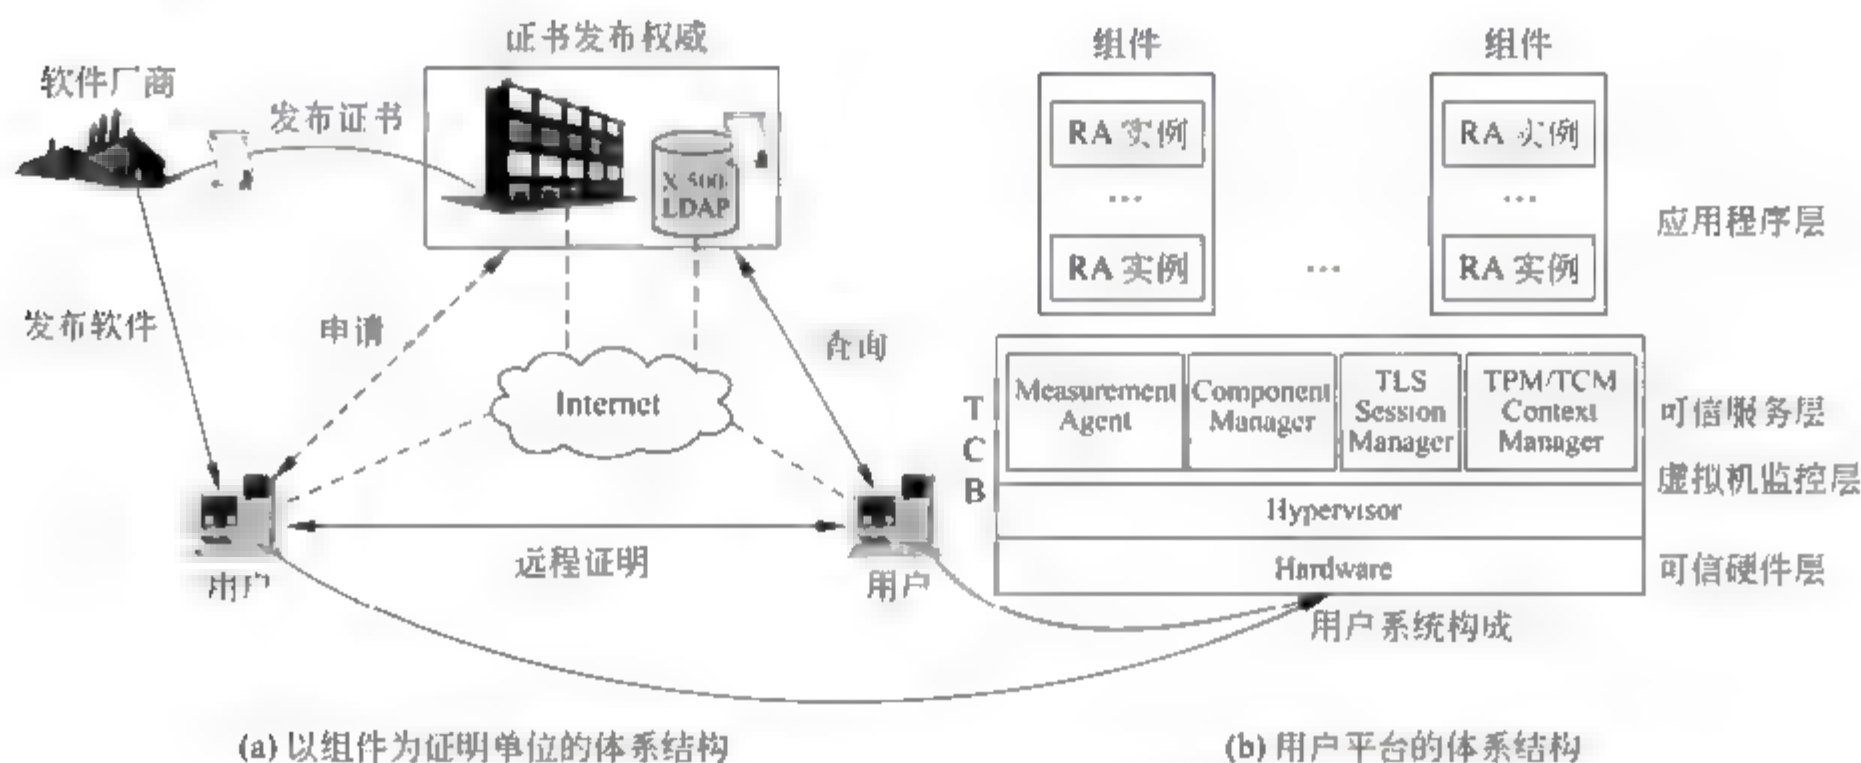 证书发布权威
软件厂商
发布证书
X.500
LDAP
发布软件
申请
查询
Internet
远程证明
用户
用户
(a) 以组件为证明单位的体系结构
组件
组件
RA 实例
RA 实例
...
...
RA 实例
...
RA 实例
应用程序层
TCB
Measurement
Agent
Component
Manager
TLS
Session
Manager
TPM/TCM
Context
Manager
可信服务层
虚拟机监控层
Hypervisor
Hardware
可信硬件层
用户系统构成
(b) 用户平台的体系结构